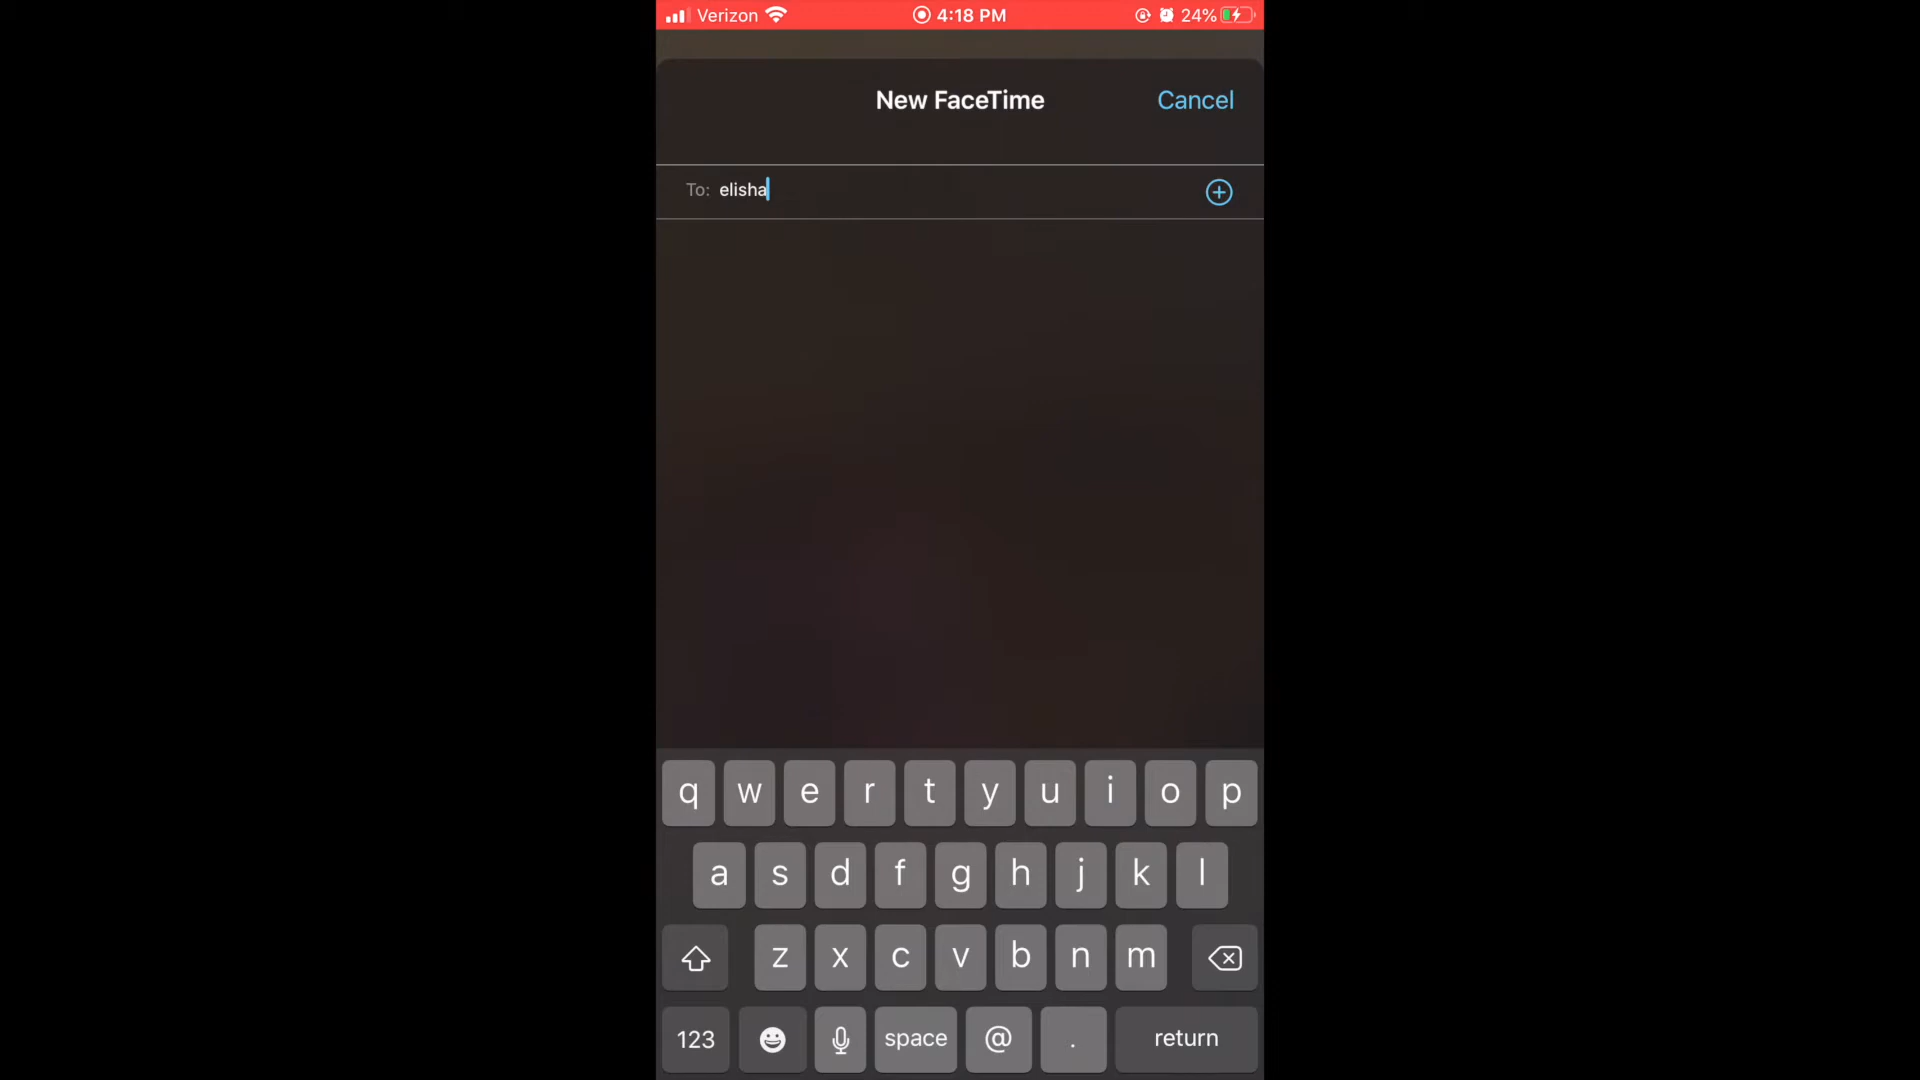 Verizon 4:18 PM 24%
New FaceTime Cancel
To: elisha
q w e r t y u i o p
a s d f g h j k l
z x c v b n m
123 space @ . return